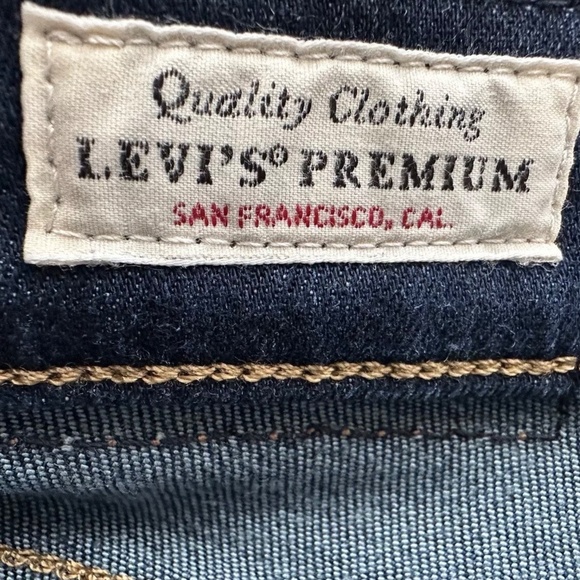 Quality Clothing
LEVI'S® PREMIUM
SAN FRANCISCO, CAL.